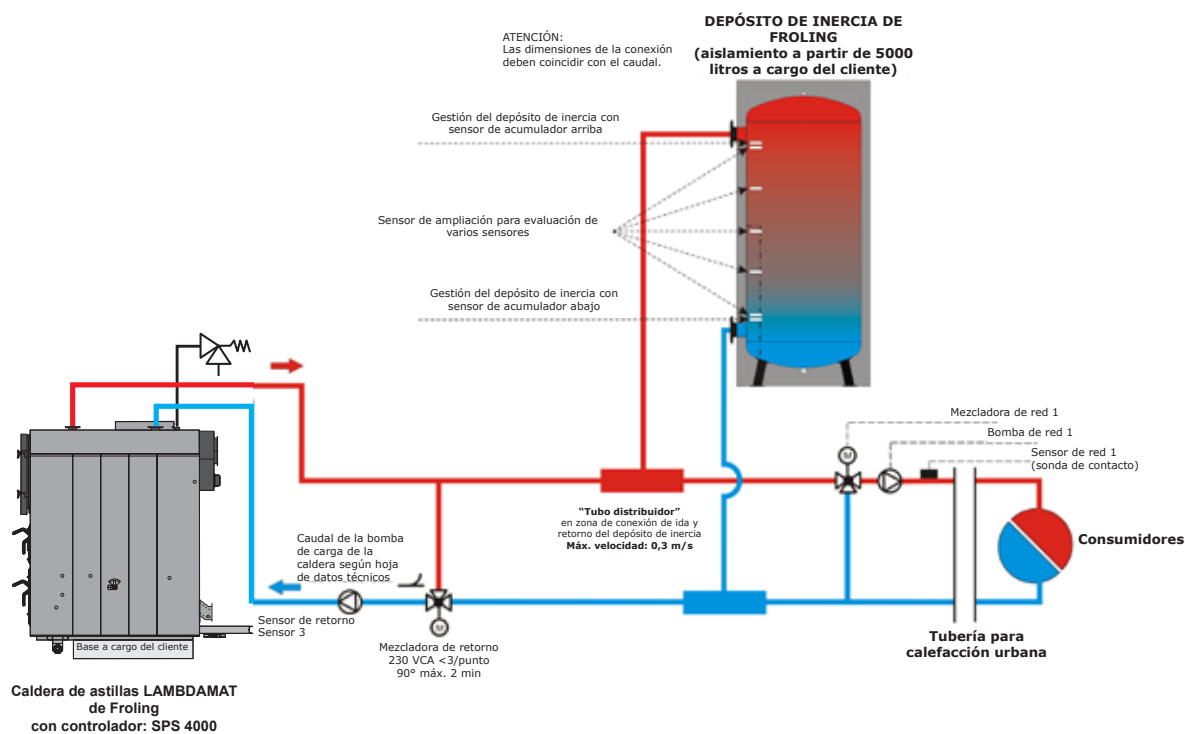 DEPÓSITO DE INERCIA DE
FROLING
(aislamiento a partir de 5000
litros a cargo del cliente)
ATENCIÓN:
Las dimensiones de la conexión
deben coincidir con el caudal.
Gestión del depósito de inercia con
sensor de acumulador arriba
Sensor de ampliación para evaluación de
varios sensores
Gestión del depósito de inercia con
sensor de acumulador abajo
Mezcladora de red 1
Bomba de red 1
Sensor de red 1
(sonda de contacto)
M
“Tubo distribuidor”
en zona de conexión de ida y
retorno del depósito de inercia
Máx. velocidad: 0,3 m/s
Consumidores
Caudal de la bomba
de carga de la
caldera según hoja
de datos técnicos
Sensor de retorno
Sensor 3
M
Mezcladora de retorno
230 VCA <3/punto
90° máx. 2 min
Tubería para
calefacción urbana
Base a cargo del cliente
Caldera de astillas LAMBDAMAT
de Froling
con controlador: SPS 4000